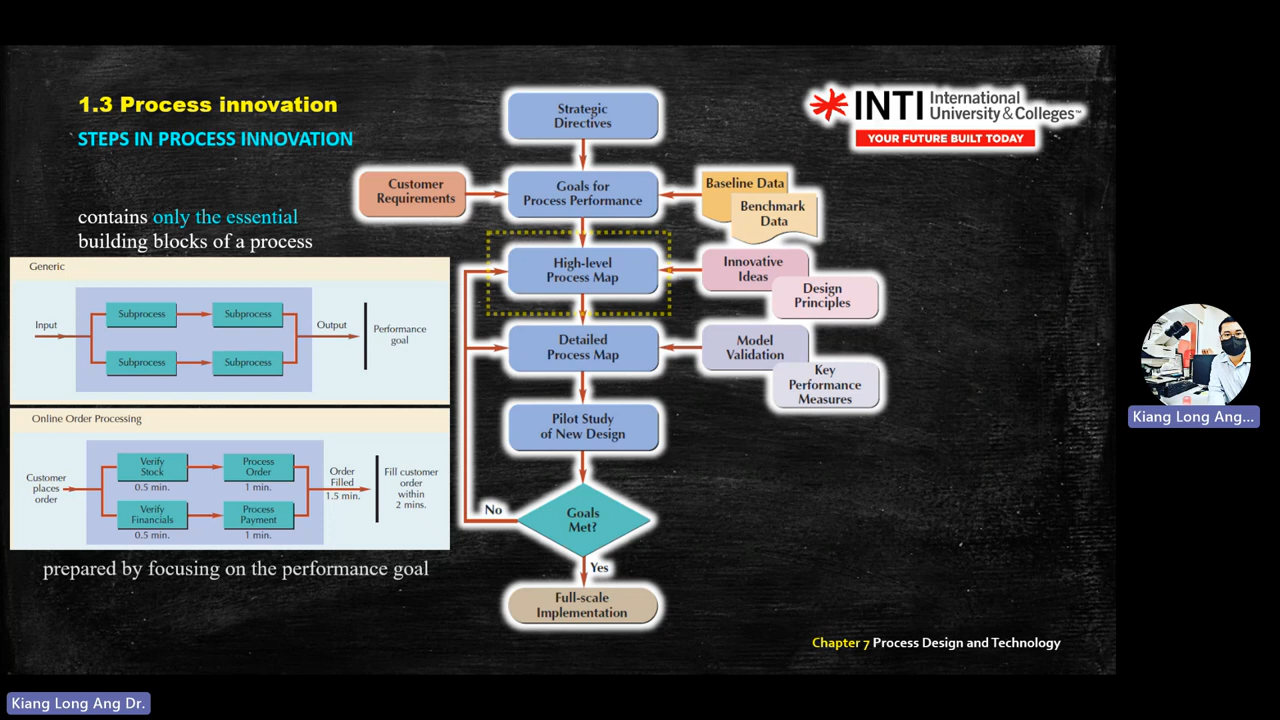 1.3 Process innovation
STEPS IN PROCESS INNOVATION
INTI International
University & Colleges™
YOUR FUTURE BUILT TODAY
contains only the essential
building blocks of a process
Generic
Input
Subprocess
Subprocess
Subprocess
Subprocess
Output
Performance
goal
Online Order Processing
Customer
places
order
Verify
Stock
0.5 min.
Process
Order
1 min.
Verify
Financials
0.5 min.
Process
Payment
1 min.
Order
Filled
1.5 min.
Fill customer
order
within
2 mins.
prepared by focusing on the performance goal
Strategic
Directives
Customer
Requirements
Goals for
Process Performance
Baseline Data
Benchmark
Data
High-level
Process Map
Innovative
Ideas
Design
Principles
Detailed
Process Map
Model
Validation
Key
Performance
Measures
Pilot Study
of New Design
Goals
Met?
No
Yes
Full-scale
Implementation
Chapter 7 Process Design and Technology
Kiang Long Ang...
Kiang Long Ang Dr.